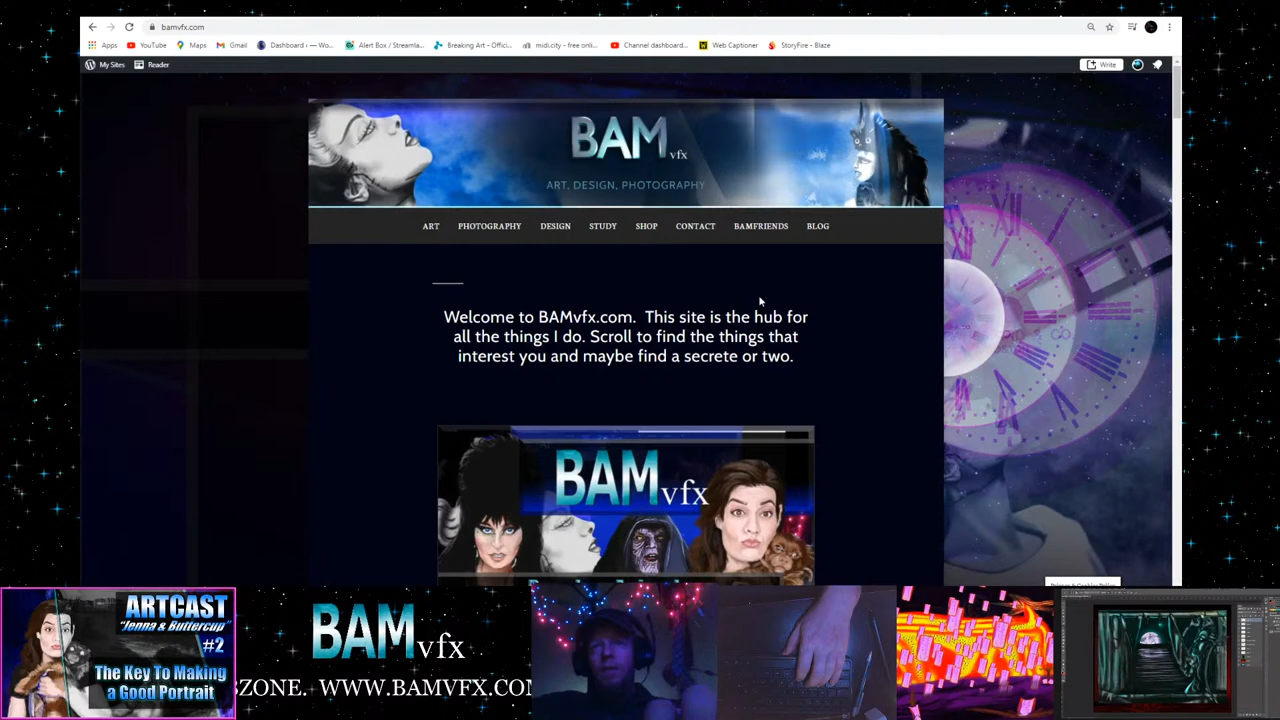 bamvfx.com
Apps YouTube Maps Gmail Dashboard ‹ — Wo... Alert Box / Streamla... Breaking Art - Offici... midi.city - free onli... Channel dashboard... Web Captioner StoryFire - Blaze
My Sites Reader Write
BAM vfx
ART, DESIGN, PHOTOGRAPHY
ART PHOTOGRAPHY DESIGN STUDY SHOP CONTACT BAMFRIENDS BLOG
Welcome to BAMvfx.com. This site is the hub for
all the things I do. Scroll to find the things that
interest you and maybe find a secrete or two.
BAMvfx
Privacy & Cookies Policy
ARTCAST
"Jenna & Buttercup"
#2
The Key To Making
a Good Portrait
BAMvfx
BZONE. WWW.BAMVFX.COM